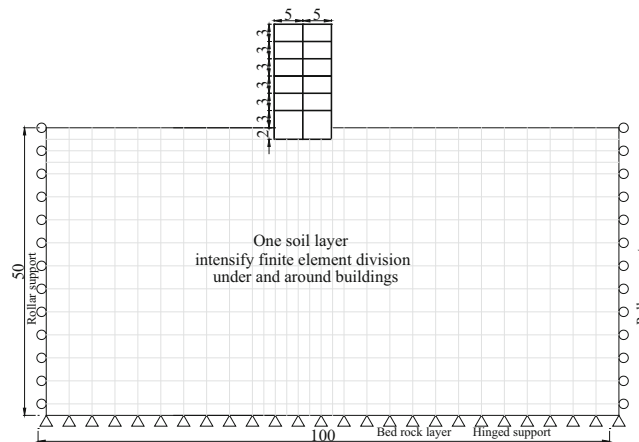 5 5
3
3
3
3
3
3
2
One soil layer
intensify finite element division
under and around buildings
50
Rollar support
Bed rock layer Hinged support
100